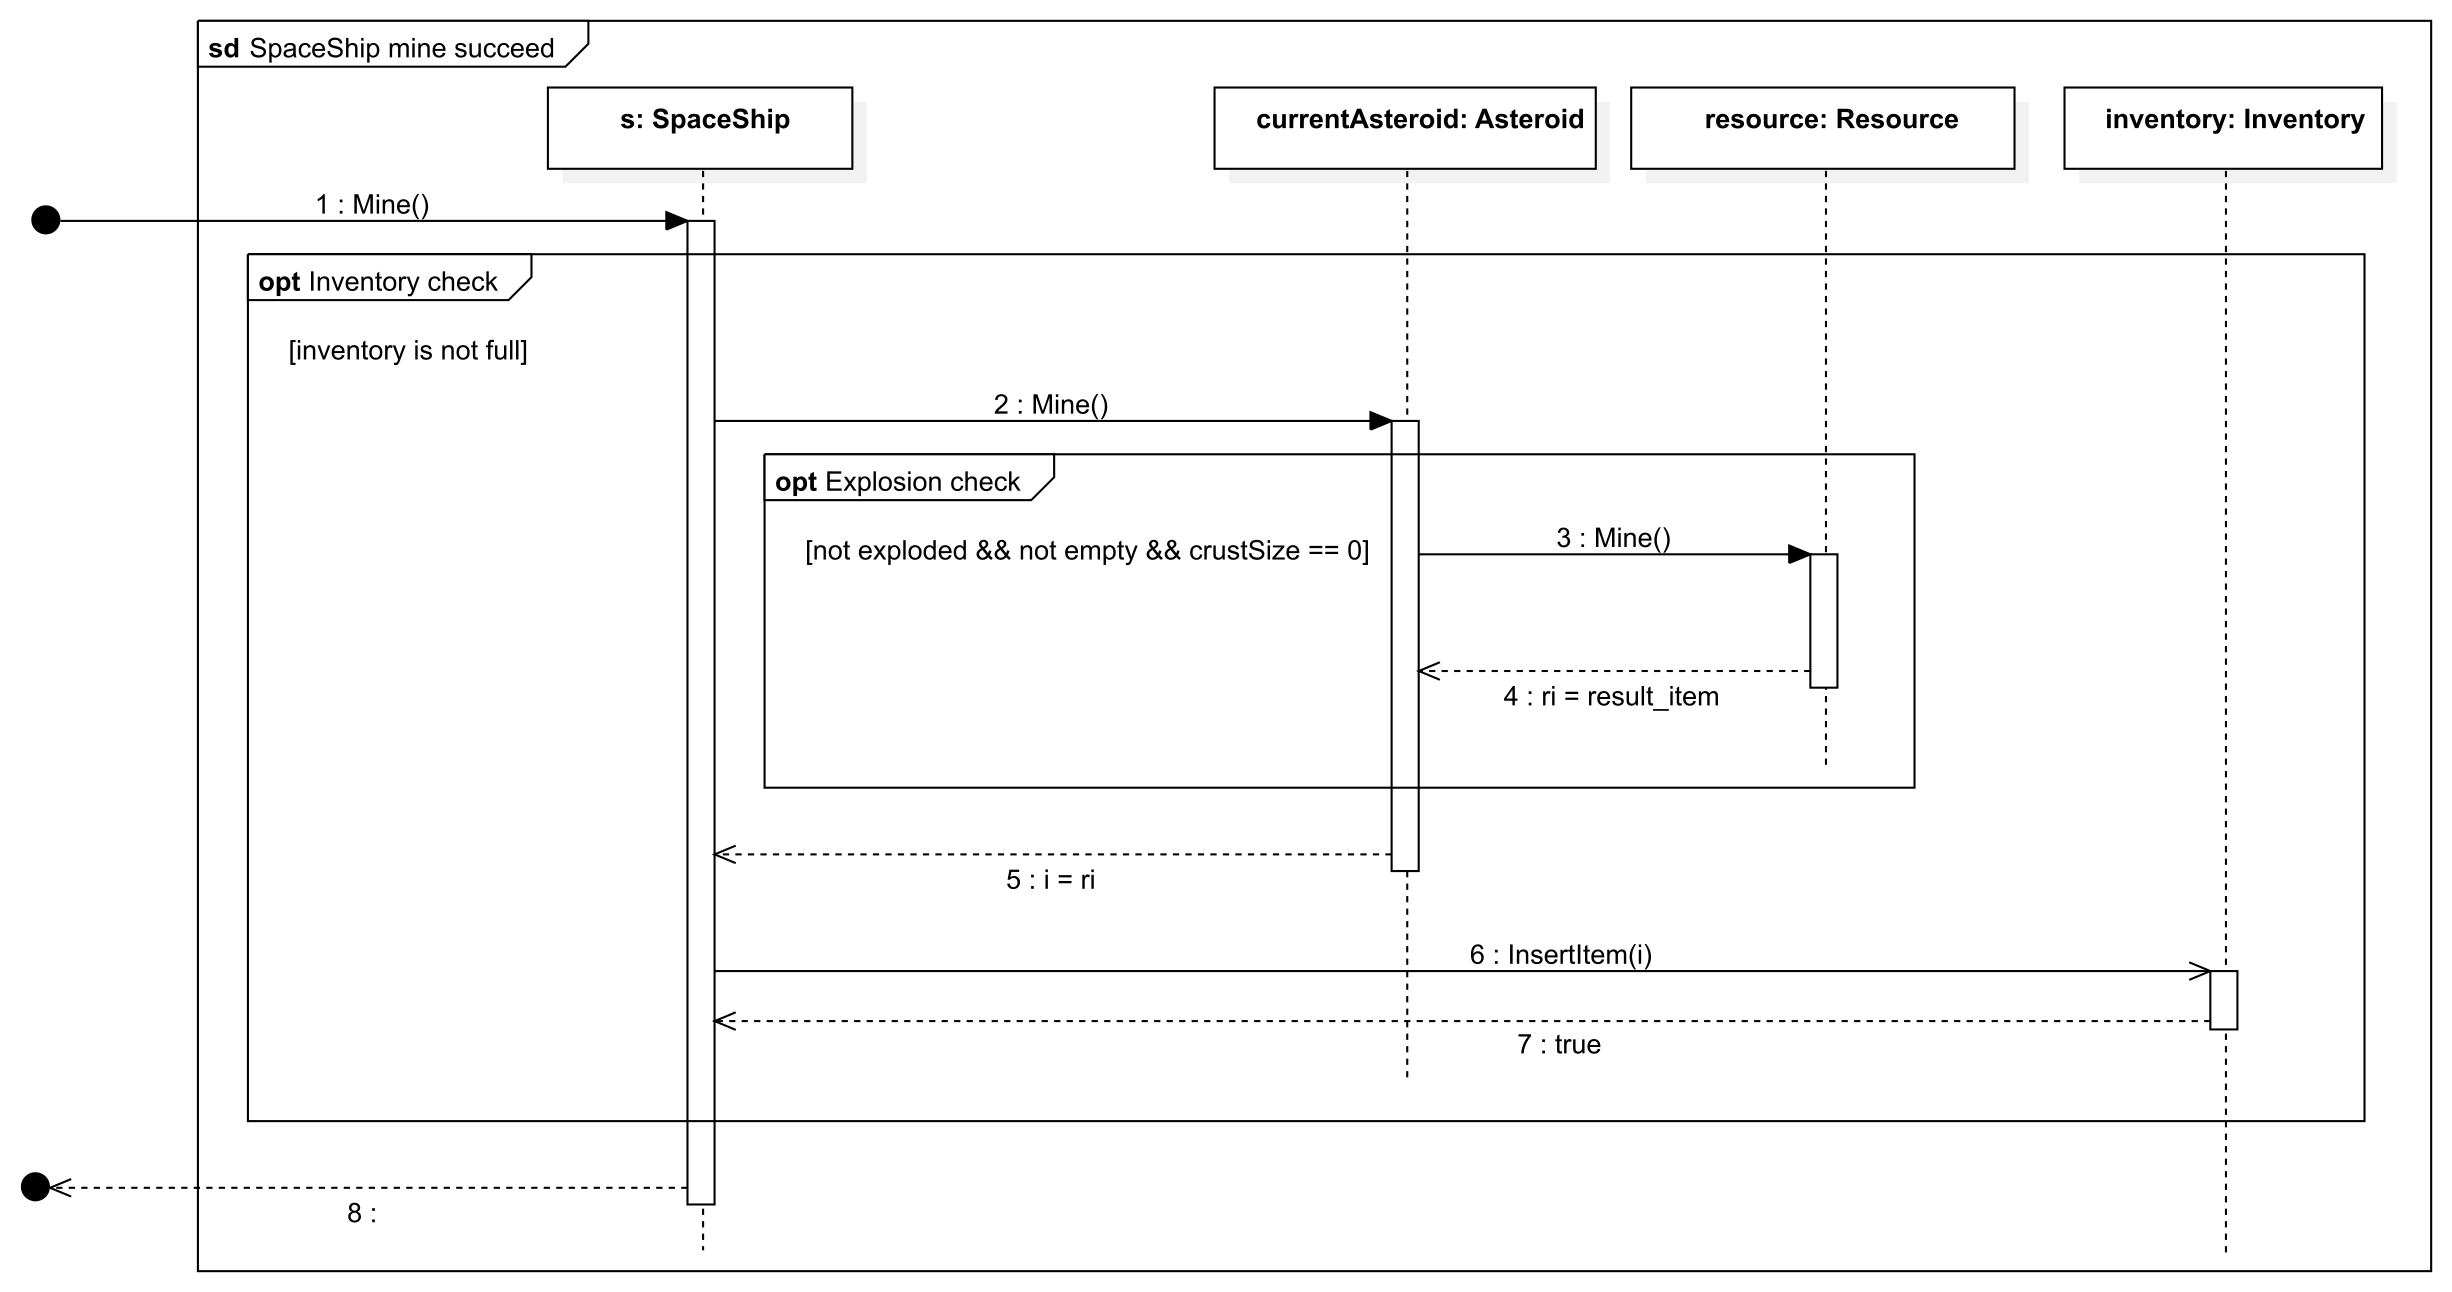 sd SpaceShip mine succeed
s: SpaceShip
currentAsteroid: Asteroid
resource: Resource
inventory: Inventory
1 : Mine()
opt Inventory check
[inventory is not full]
2 : Mine()
opt Explosion check
[not exploded && not empty && crustSize == 0]
3 : Mine()
4 : ri = result_item
5 : i = ri
6 : InsertItem(i)
7 : true
8 :